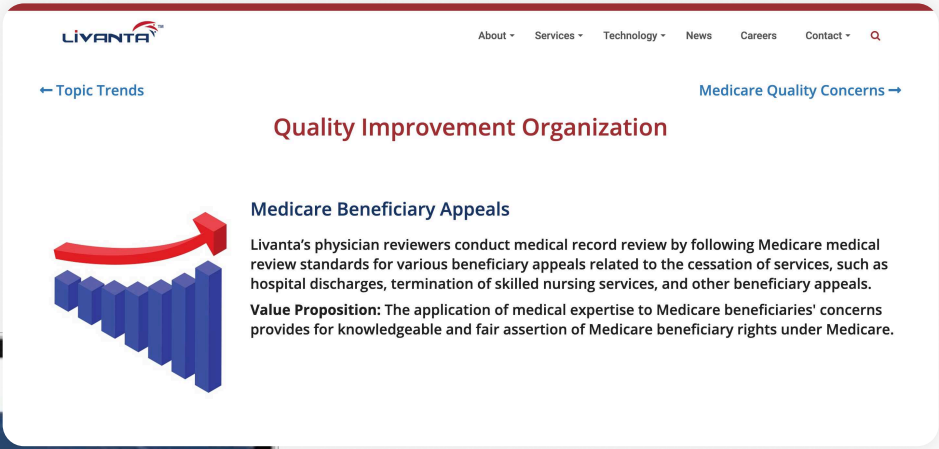 LİVANTA™
About Services Technology News Careers Contact
← Topic Trends Medicare Quality Concerns →
Quality Improvement Organization
Medicare Beneficiary Appeals
Livanta's physician reviewers conduct medical record review by following Medicare medical
review standards for various beneficiary appeals related to the cessation of services, such as
hospital discharges, termination of skilled nursing services, and other beneficiary appeals.
Value Proposition: The application of medical expertise to Medicare beneficiaries' concerns
provides for knowledgeable and fair assertion of Medicare beneficiary rights under Medicare.